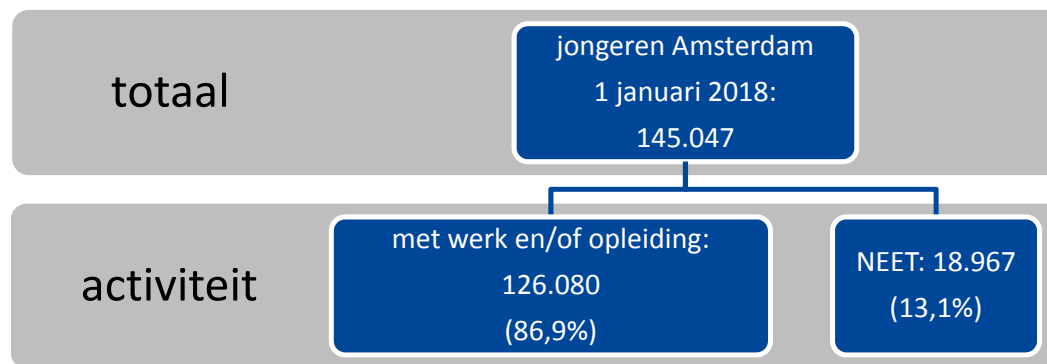 totaal
jongeren Amsterdam
1 januari 2018:
145.047
activiteit
met werk en/of opleiding:
126.080
(86,9%)
NEET: 18.967
(13,1%)